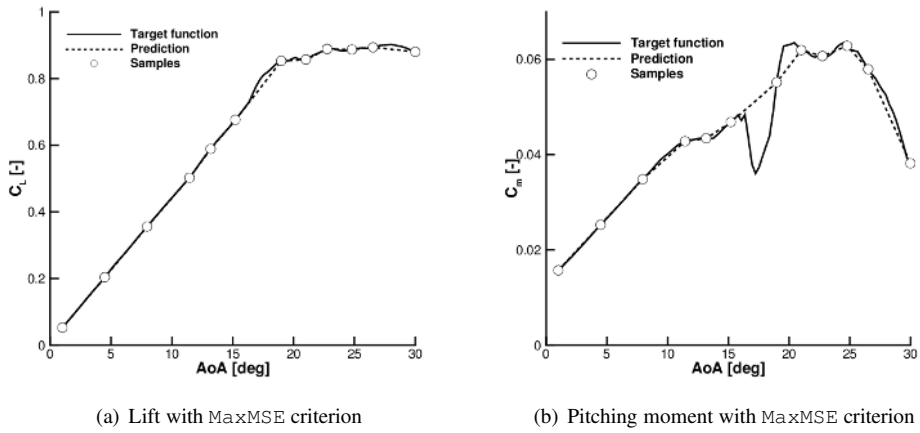 1
0.8
0.6
0.4
0.2
0
C_L [-]
Target function
Prediction
Samples
0 5 10 15 20 25 30
AoA [deg]
0.06
0.04
0.02
0
C_m [-]
Target function
Prediction
Samples
0 5 10 15 20 25 30
AoA [deg]
(a) Lift with MaxMSE criterion
(b) Pitching moment with MaxMSE criterion